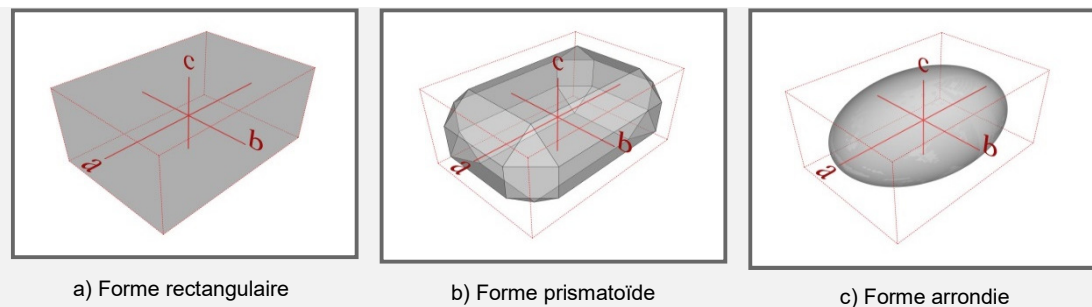 c
a
b
c
a
b
c
a
b
a) Forme rectangulaire
b) Forme prismatoïde
c) Forme arrondie